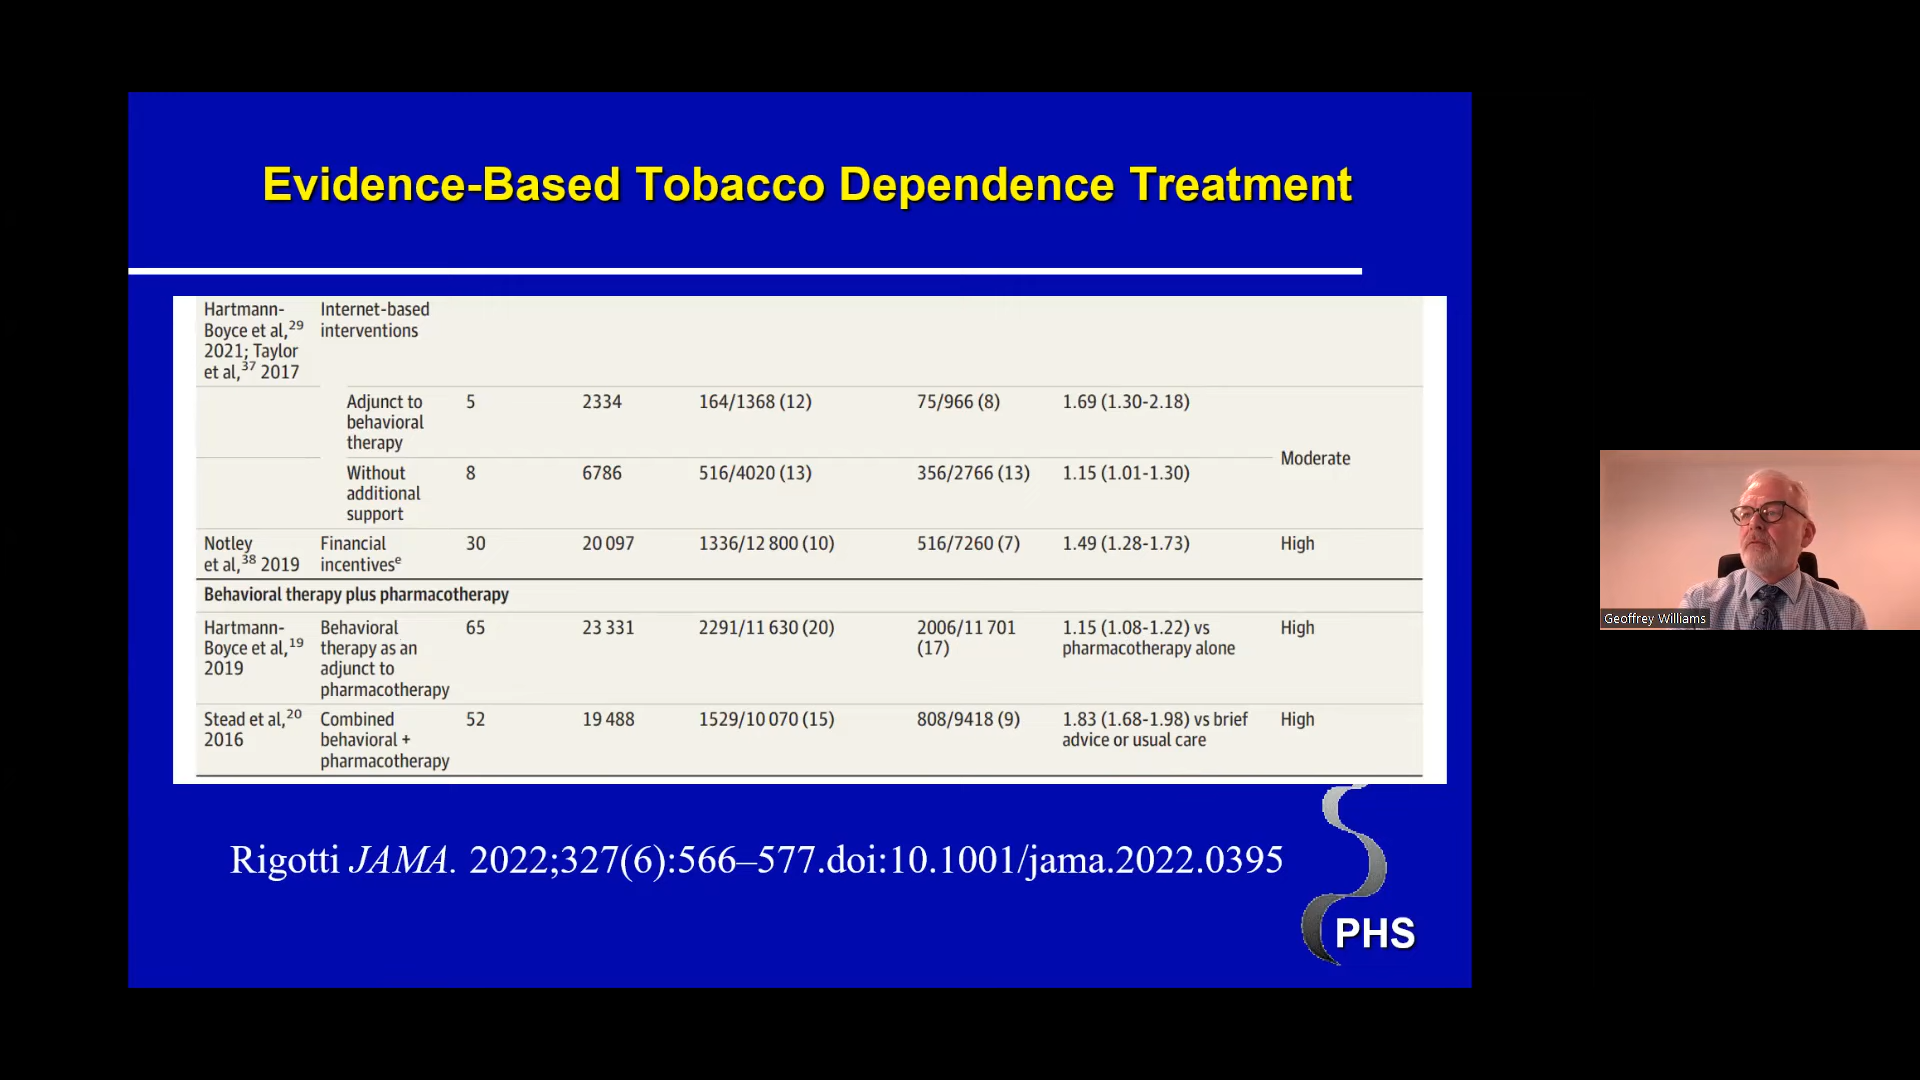 Evidence-Based Tobacco Dependence Treatment
Hartmann- Internet-based
Boyce et al,29 interventions
2021; Taylor
et al,37 2017
Adjunct to 5 2334 164/1368 (12) 75/966 (8) 1.69 (1.30-2.18)
behavioral
therapy
Moderate
Without 8 6786 516/4020 (13) 356/2766 (13) 1.15 (1.01-1.30)
additional
support
Notley Financial 30 20 097 1336/12 800 (10) 516/7260 (7) 1.49 (1.28-1.73) High
et al,38 2019 incentivese
Behavioral therapy plus pharmacotherapy
Hartmann- Behavioral 65 23 331 2291/11 630 (20) 2006/11 701 1.15 (1.08-1.22) vs High
Boyce et al,19 therapy as an (17) pharmacotherapy alone
2019 adjunct to
pharmacotherapy
Stead et al,20 Combined 52 19 488 1529/10 070 (15) 808/9418 (9) 1.83 (1.68-1.98) vs brief High
2016 behavioral + advice or usual care
pharmacotherapy
Rigotti JAMA. 2022;327(6):566–577.doi:10.1001/jama.2022.0395
PHS
Geoffrey Williams